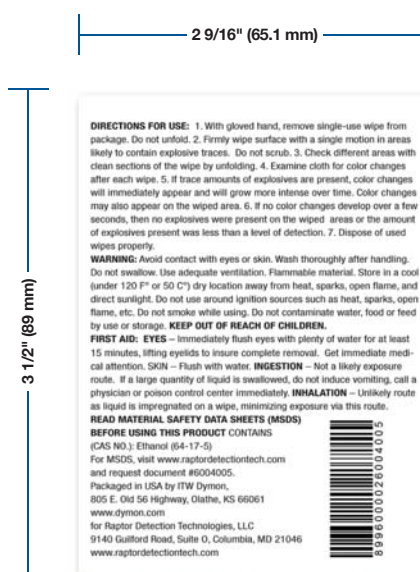 2 9/16" (65.1 mm)
3 1/2" (89 mm)
DIRECTIONS FOR USE: 1. With gloved hand, remove single-use wipe from
package. Do not unfold. 2. Firmly wipe surface with a single motion in areas
likely to contain explosive traces. Do not scrub. 3. Check different areas with
clean sections of the wipe by unfolding. 4. Examine cloth for color changes
after each wipe. 5. If trace amounts of explosives are present, color changes
will immediately appear and will grow more intense over time. Color changes
may also appear on the wiped area. 6. If no color changes develop over a few
seconds, then no explosives were present on the wiped areas or the amount
of explosives present was less than a level of detection. 7. Dispose of used
wipes properly.
WARNING: Avoid contact with eyes or skin. Wash thoroughly after handling.
Do not swallow. Use adequate ventilation. Flammable material. Store in a cool
(under 120 F° or 50 C°) dry location away from heat, sparks, open flame, and
direct sunlight. Do not use around ignition sources such as heat, sparks, open
flame, etc. Do not smoke while using. Do not contaminate water, food or feed
by use or storage. KEEP OUT OF REACH OF CHILDREN.
FIRST AID: EYES – Immediately flush eyes with plenty of water for at least
15 minutes, lifting eyelids to insure complete removal. Get immediate medi-
cal attention. SKIN – Flush with water. INGESTION – Not a likely exposure
route. If a large quantity of liquid is swallowed, do not induce vomiting, call a
physician or poison control center immediately. INHALATION – Unlikely route
as liquid is impregnated on a wipe, minimizing exposure via this route.
READ MATERIAL SAFETY DATA SHEETS (MSDS)
BEFORE USING THIS PRODUCT CONTAINS
(CAS NO.): Ethanol (64-17-5)
For MSDS, visit www.raptordetectiontech.com
and request document #6004005.
Packaged in USA by ITW Dymon,
805 E. Old 56 Highway, Olathe, KS 66061
www.dymon.com
for Raptor Detection Technologies, LLC
9140 Guilford Road, Suite O, Columbia, MD 21046
www.raptordetectiontech.com
89960000026004005